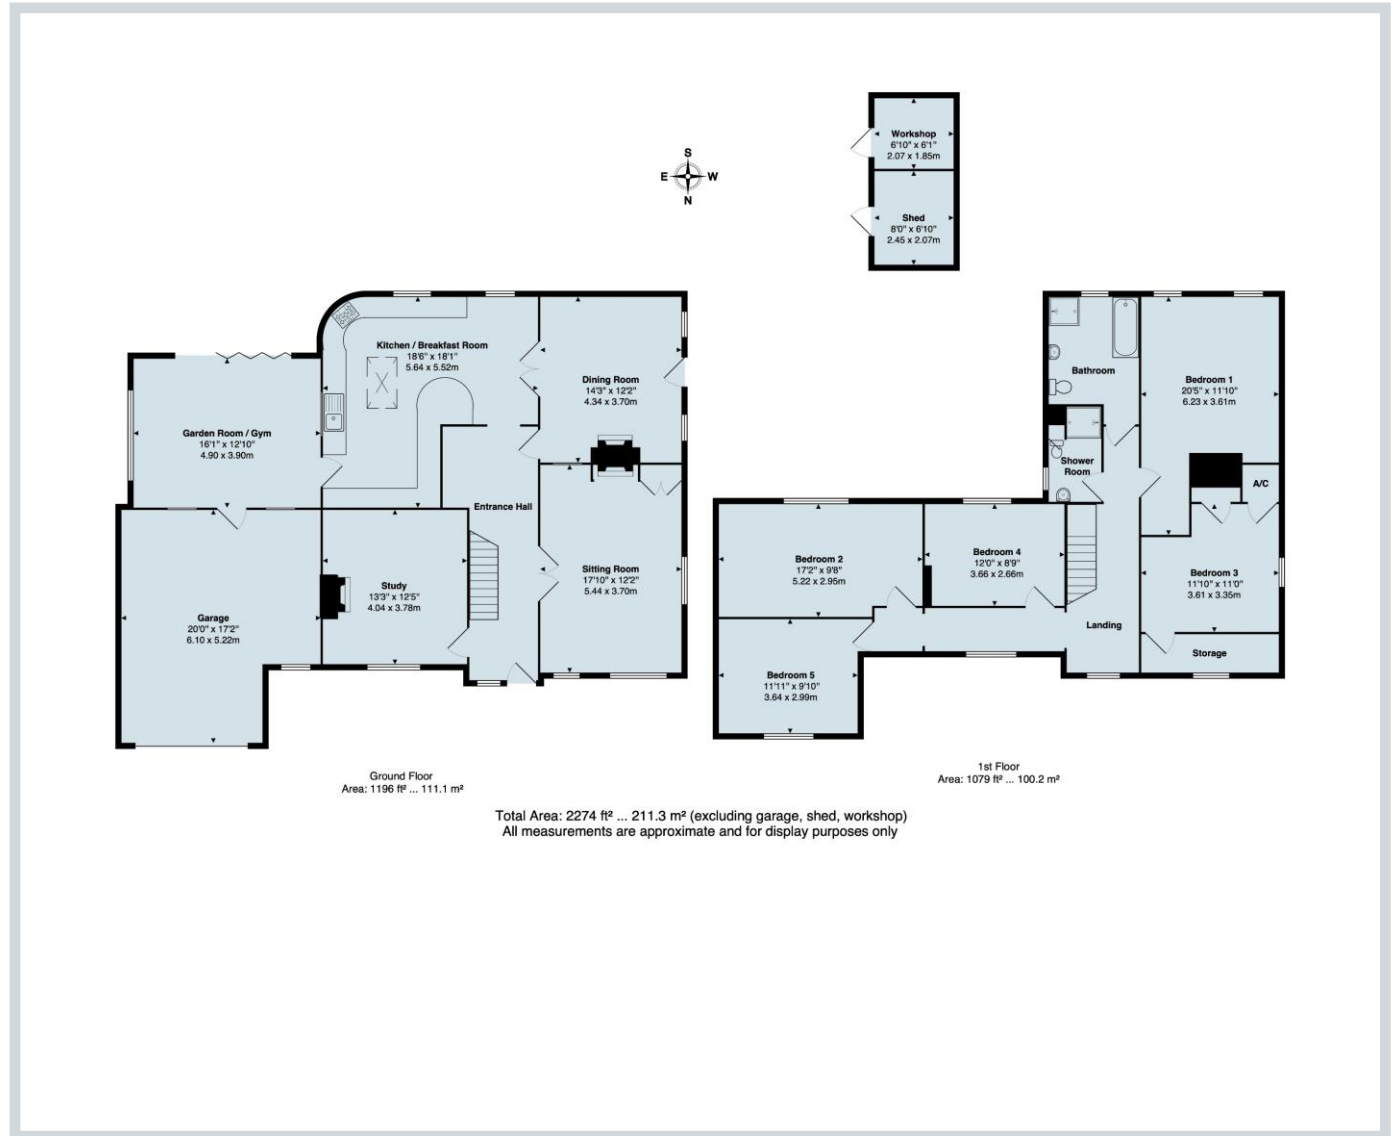 Workshop
6'10" x 6'1"
2.07 x 1.85m
Shed
8'0" x 6'10"
2.45 x 2.07m
S
E
W
N
Kitchen / Breakfast Room
18'6" x 18'1"
5.64 x 5.52m
Dining Room
14'3" x 12'2"
4.34 x 3.70m
Garden Room / Gym
16'1" x 12'10"
4.90 x 3.90m
Entrance Hall
Sitting Room
17'10" x 12'2"
5.44 x 3.70m
Study
13'3" x 12'5"
4.04 x 3.78m
Garage
20'0" x 17'2"
6.10 x 5.22m
Ground Floor
Area: 1196 ft² ... 111.1 m²
Bathroom
Bedroom 1
20'5" x 11'10"
6.23 x 3.61m
Shower
Room
A/C
Bedroom 2
17'2" x 9'8"
5.22 x 2.95m
Bedroom 4
12'0" x 8'9"
3.66 x 2.66m
Bedroom 3
11'10" x 11'0"
3.61 x 3.35m
Landing
Storage
Bedroom 5
11'11" x 9'10"
3.64 x 2.99m
1st Floor
Area: 1079 ft² ... 100.2 m²
Total Area: 2274 ft² ... 211.3 m² (excluding garage, shed, workshop)
All measurements are approximate and for display purposes only